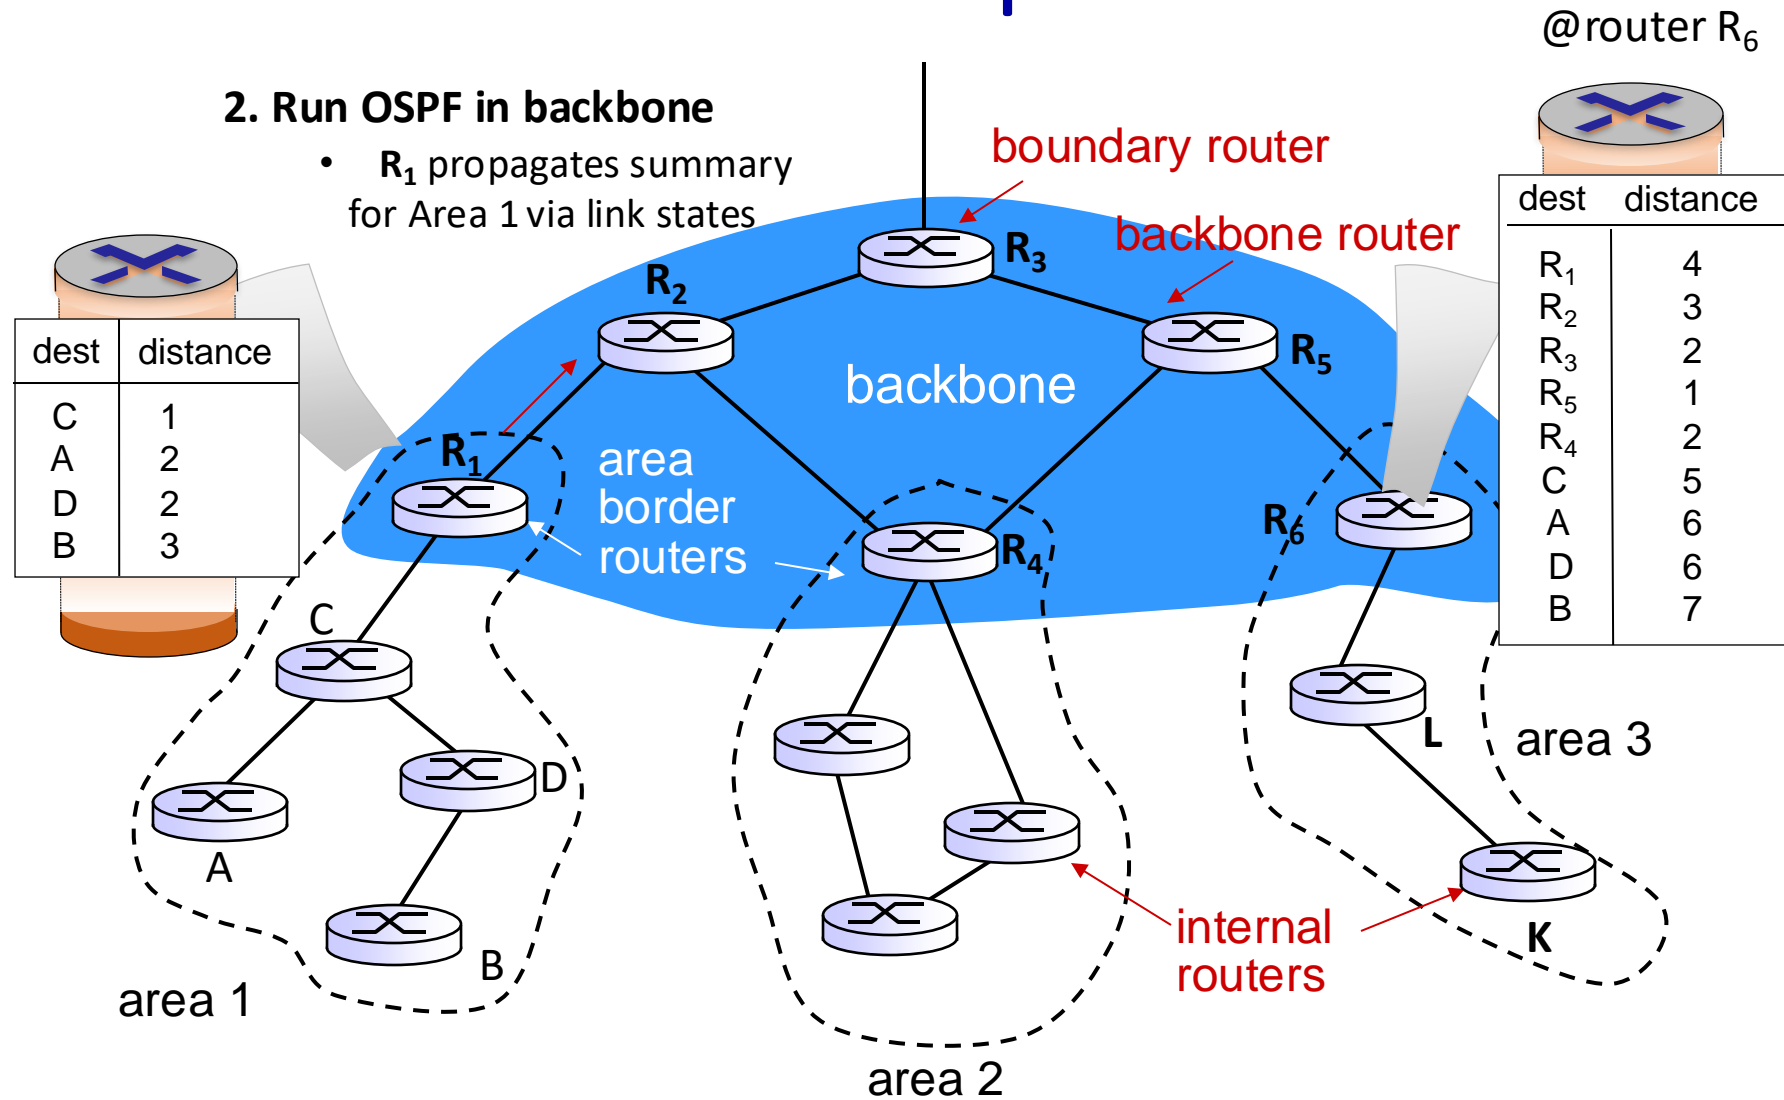 @router R6
2. Run OSPF in backbone
• R1 propagates summary
for Area 1 via link states
boundary router
backbone router
dest distance
R1 4
R2 3
R3 2
R5 1
R4 2
C 5
A 6
D 6
B 7
dest distance
C 1
A 2
D 2
B 3
R3
R2
R5
backbone
R1
area
border
routers
R4
R6
C
D
A
B
L
K
area 3
internal
routers
area 1
area 2